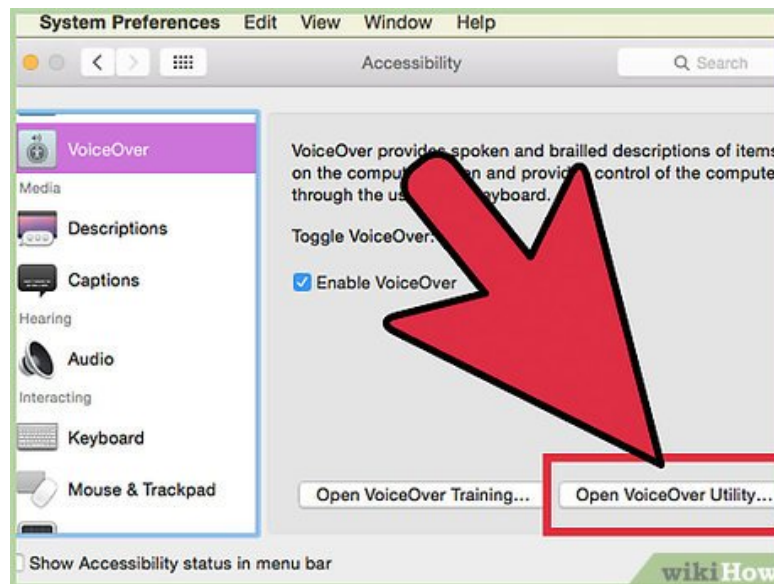 System Preferences Edit View Window Help
Accessibility
Search
VoiceOver
Media
Descriptions
Captions
Hearing
Audio
Interacting
Keyboard
Mouse & Trackpad
VoiceOver provides spoken and brailled descriptions of items
on the comput en and provid control of the compute
through the us yboard.
Toggle VoiceOver:
Enable VoiceOver
Open VoiceOver Training...
Open VoiceOver Utility...
Show Accessibility status in menu bar
wikiHow